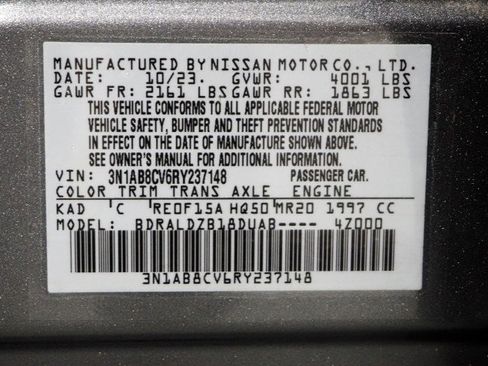 MANUFACTURED BY NISSAN MOTOR CO., LTD.
DATE: 10/23. GVWR: 4001 LBS
GAWR FR: 2161 LBS GAWR RR: 1863 LBS
THIS VEHICLE CONFORMS TO ALL APPLICABLE FEDERAL MOTOR
VEHICLE SAFETY, BUMPER AND THEFT PREVENTION STANDARDS
IN EFFECT ON THE DATE OF MANUFACTURE SHOWN ABOVE.
SEE OWNER'S MANUAL FOR ADDITIONAL INFORMATION.
VIN: 3N1AB8CV6RY237148 PASSENGER CAR.
COLOR TRIM TRANS AXLE ENGINE
KAD C RE0F15A HQ50 MR20 1997 CC
MODEL: BDRALDZB18DUAB---- 4Z000
3N1AB8CV6RY237148